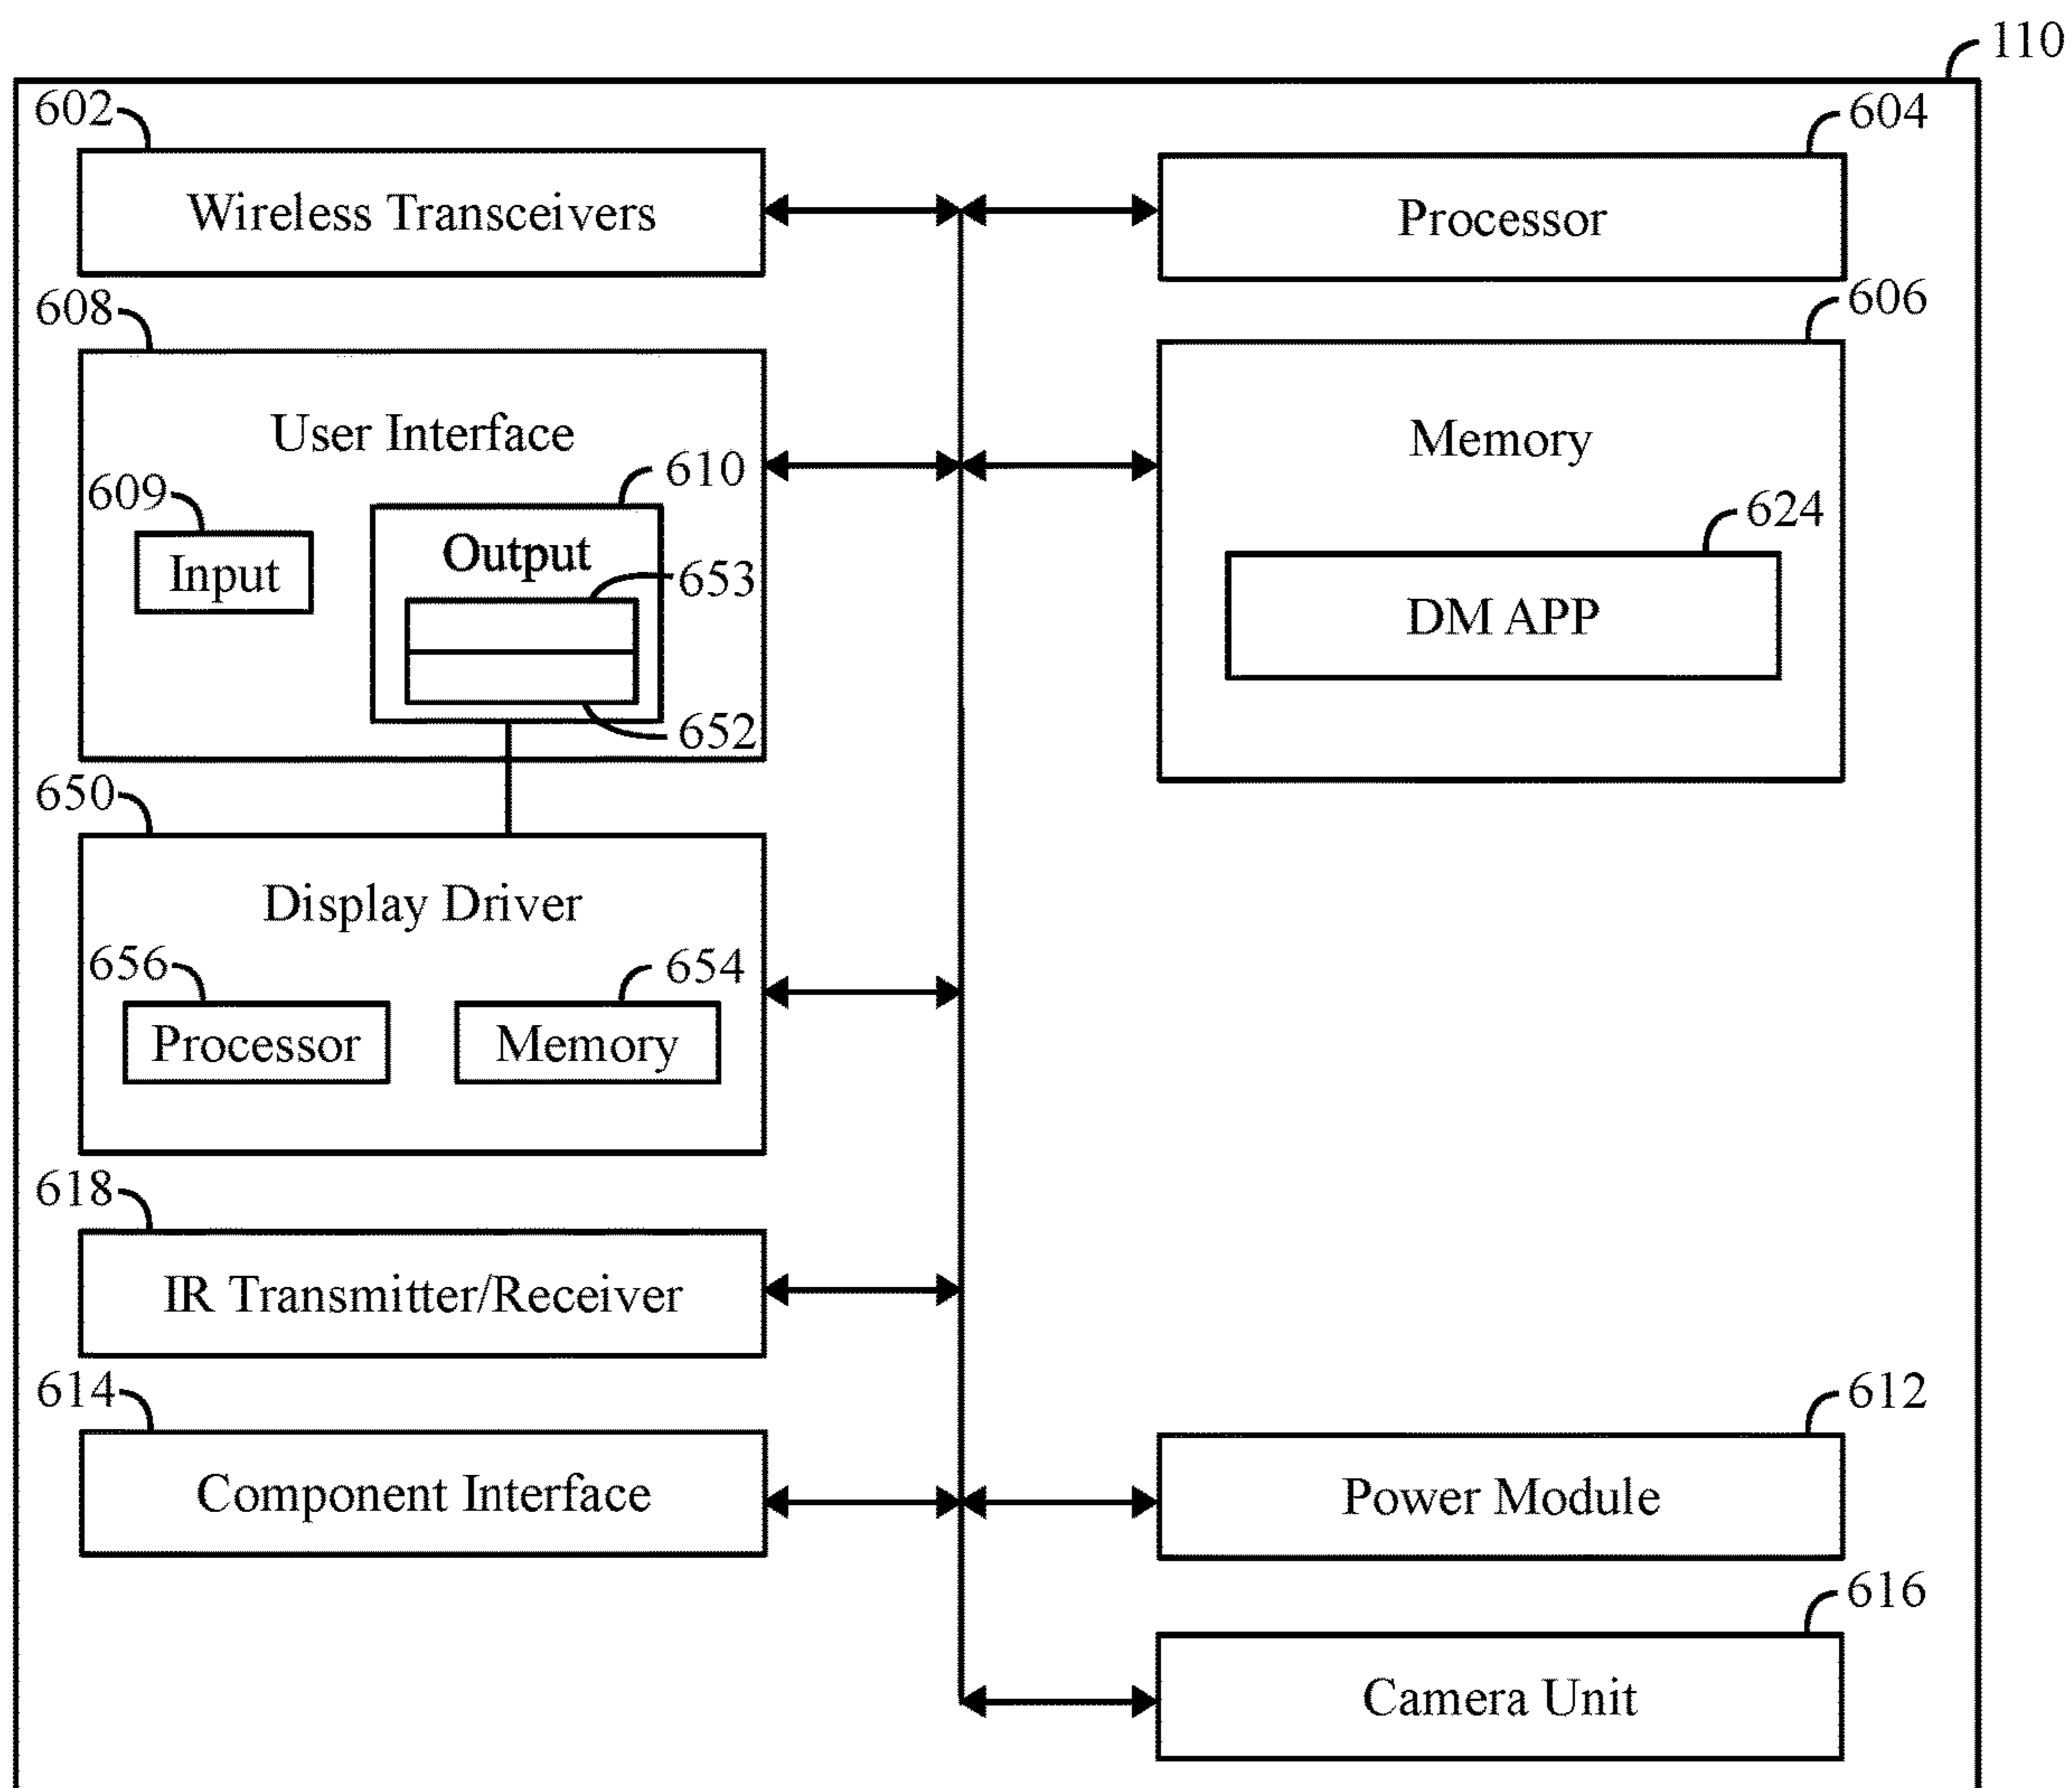 110
602
Wireless Transceivers
604
Processor
608
User Interface
609
Input
610
Output
653
652
606
Memory
624
DM APP
650
Display Driver
656
Processor
654
Memory
618
IR Transmitter/Receiver
614
Component Interface
612
Power Module
616
Camera Unit